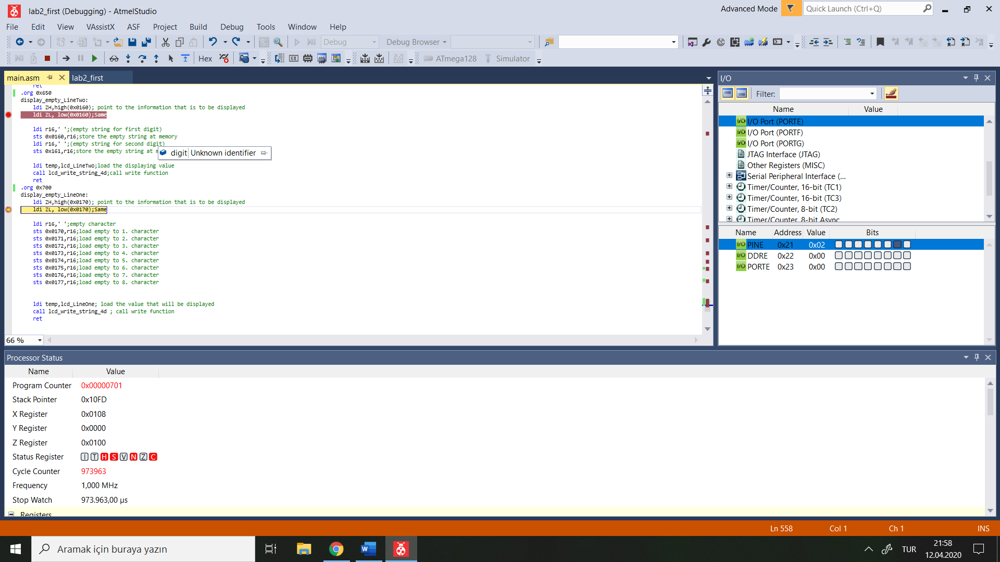 lab2_first (Debugging) - AtmelStudio
Advanced Mode
Quick Launch (Ctrl+Q)
File Edit View VAssistX ASF Project Build Debug Tools Window Help
Debug
Debug Browser
Hex
ATmega128
Simulator
main.asm
lab2_first
ret
.org 0x650
display_empty_LineTwo:
ldi ZH,high(0x0160); point to the information that is to be displayed
ldi ZL, low(0x0160);Same
ldi r16,' ';(empty string for first digit)
sts 0x0160,r16;store the empty string at memory
ldi r16,' ';(empty string for second digit)
sts 0x161,r16;store the empty string at m
digit Unknown identifier
ldi temp,lcd_LineTwo;load the displaying value
call lcd_write_string_4d;call write function
ret
.org 0x700
display_empty_LineOne:
ldi ZH,high(0x0170); point to the information that is to be displayed
ldi ZL, low(0x0170);Same
ldi r16,' ';empty character
sts 0x0170,r16;load empty to 1. character
sts 0x0171,r16;load empty to 2. character
sts 0x0172,r16;load empty to 3. character
sts 0x0173,r16;load empty to 4. character
sts 0x0174,r16;load empty to 5. character
sts 0x0175,r16;load empty to 6. character
sts 0x0176,r16;load empty to 7. character
sts 0x0177,r16;load empty to 8. character
ldi temp,lcd_LineOne; load the value that will be displayed
call lcd_write_string_4d ; call write function
ret
66 %
I/O
Filter:
Name Value
I/O Port (PORTE)
I/O Port (PORTF)
I/O Port (PORTG)
JTAG Interface (JTAG)
Other Registers (MISC)
Serial Peripheral Interface (...
Timer/Counter, 16-bit (TC1)
Timer/Counter, 16-bit (TC3)
Timer/Counter, 8-bit (TC2)
Timer/Counter, 8-bit Async
Name Address Value Bits
PINE 0x21 0x02
DDRE 0x22 0x00
PORTE 0x23 0x00
Processor Status
Name Value
Program Counter 0x00000701
Stack Pointer 0x10FD
X Register 0x0108
Y Register 0x0000
Z Register 0x0100
Status Register I T H S V N Z C
Cycle Counter 973963
Frequency 1,000 MHz
Stop Watch 973.963,00 µs
Registers
Ln 558 Col 1 Ch 1 INS
Aramak için buraya yazın
TUR
21:58
12.04.2020